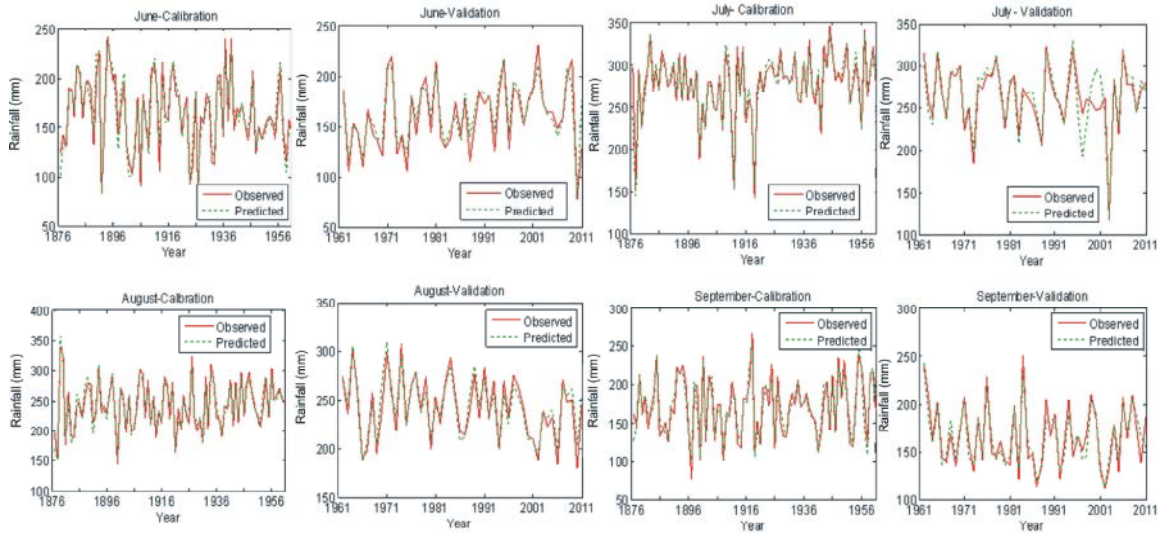 June-Calibration
250
200
150
100
50
Rainfall (mm)
Observed
Predicted
1876 1896 1916 1936 1956
Year
June-Validation
250
200
150
100
50
Rainfall (mm)
Observed
Predicted
1961 1971 1981 1991 2001 2011
Year
July- Calibration
350
300
250
200
150
100
Rainfall (mm)
Observed
Predicted
1876 1896 1916 1936 1956
Year
July - Validation
350
300
250
200
150
100
Rainfall (mm)
Observed
Predicted
1961 1971 1981 1991 2001 2011
Year
August-Calbration
400
350
300
250
200
150
100
Rainfall (mm)
Observed
Predicted
1876 1896 1916 1936 1956
Year
August-Validation
350
300
250
200
150
Rainfall (mm)
Observed
Predicted
1961 1971 1981 1991 2001 2011
Year
September-Calibration
300
250
200
150
100
50
Rainfall (mm)
Observed
Predicted
1876 1896 1916 1936 1956
Year
September-Validation
300
250
200
150
100
Rainfall (mm)
Observed
Predicted
1961 1971 1981 1991 2001 2011
Year